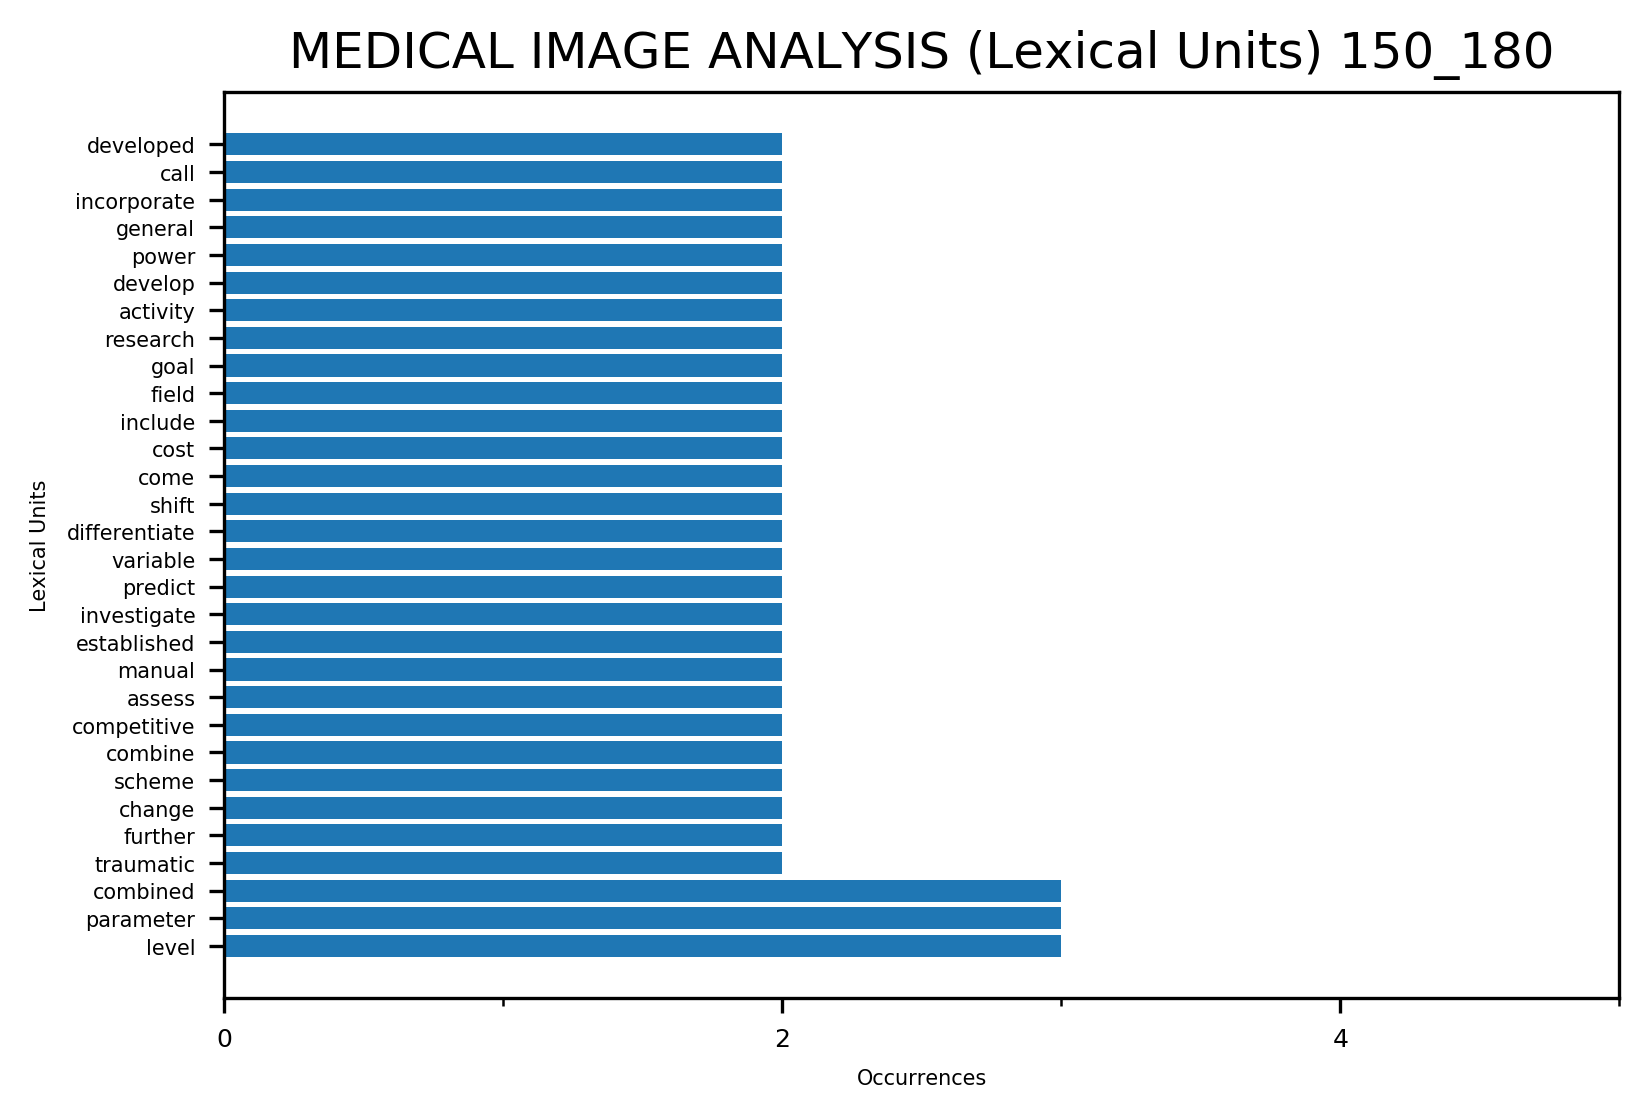 MEDICAL IMAGE ANALYSIS (Lexical Units) 150_180
developed
call
incorporate
general
power
develop
activity
research
goal
field
include
cost
come
shift
differentiate
variable
predict
investigate
established
manual
assess
competitive
combine
scheme
change
further
traumatic
combined
parameter
level
Lexical Units
0 2 4
Occurrences